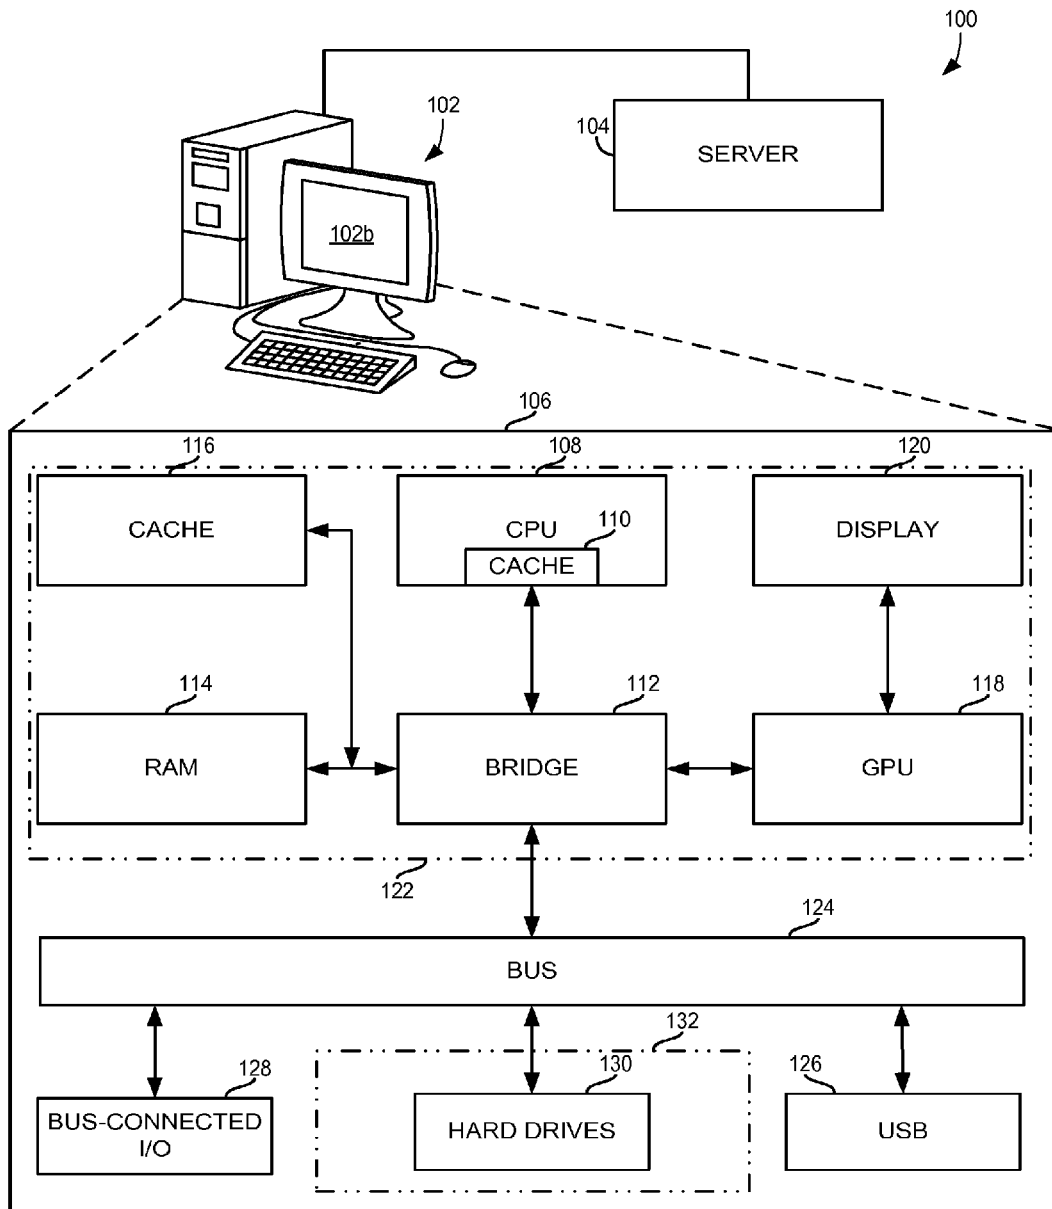 100
102
104
SERVER
102b
106
116
108
120
CACHE
CPU
110
CACHE
DISPLAY
114
112
118
RAM
BRIDGE
GPU
122
124
BUS
132
128
130
126
BUS-CONNECTED
I/O
HARD DRIVES
USB